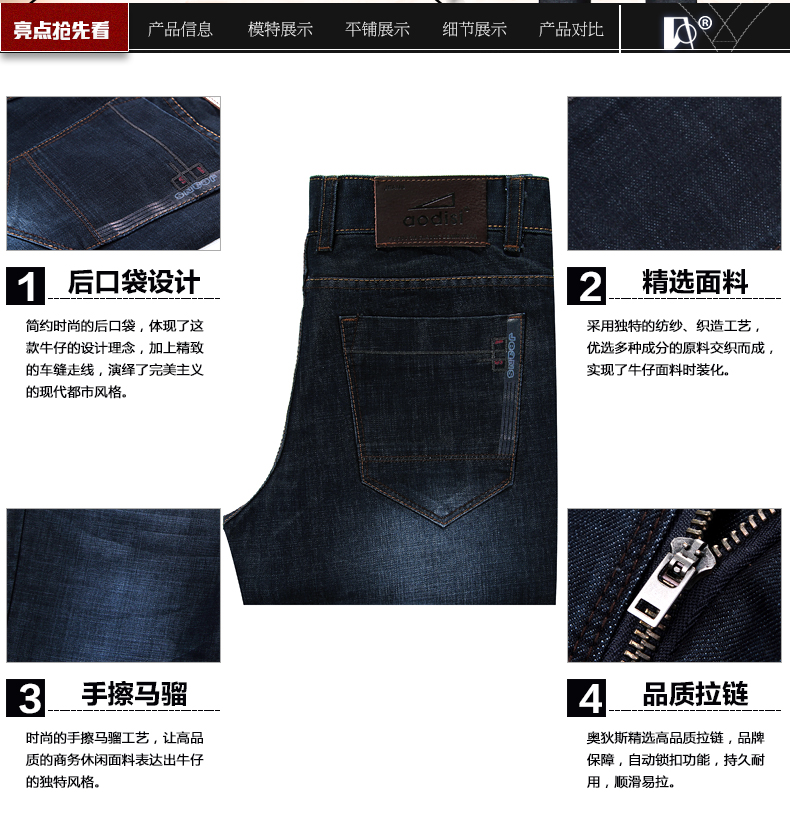 亮点抢先看 产品信息 模特展示 平铺展示 细节展示 产品对比 ®
aodici
1 后口袋设计
简约时尚的后口袋，体现了这
款牛仔的设计理念，加上精致
的车缝走线，演绎了完美主义
的现代都市风格。
2 精选面料
采用独特的纺纱、织造工艺，
优选多种成分的原料交织而成，
实现了牛仔面料时装化。
3 手擦马骝
时尚的手擦马骝工艺，让高品
质的商务休闲面料表达出牛仔
的独特风格。
4 品质拉链
奥狄斯精选高品质拉链，品牌
保障，自动锁扣功能，持久耐
用，顺滑易拉。